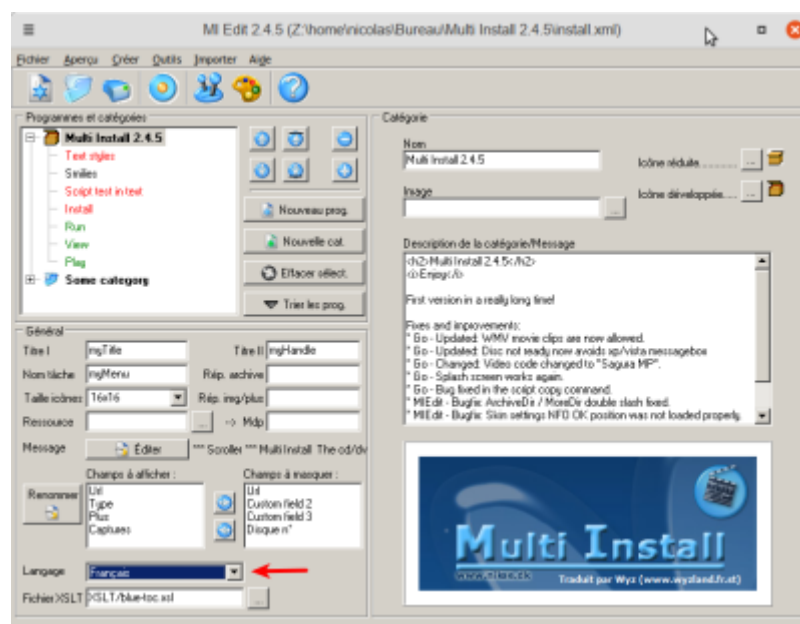 MI Edit 2.4.5 (Z:\home\nicolas\Bureau\Multi Install 2.4.5\install.xml)
Fichier Aperçu Créer Outils Importer Aide
Programmes et catégories
Multi Install 2.4.5
Text styles
Smilies
Script test in text
Install
Run
View
Play
Some category
Nouveau prog.
Nouvelle cat.
Effacer sélect.
Trier les prog.
Général
Titre I myTitle Titre II myHandle
Nom tâche myMenu Rép. archive
Taille icônes 16x16 Rép. img/plus
Ressource ... -> Mdp
Message Éditer *** Scroller *** Multi Install The cd/dv
Champs à afficher : Champs à masquer :
Renommer
Url
Type
Plus
Captures
Url
Custom field 2
Custom field 3
Disque n°
Langage Français
Fichier XSLT XSLT/blue-toc.xsl ...
Catégorie
Nom
Multi Install 2.4.5
Icône réduite........... ...
Image
...
Icône développée..... ...
Description de la catégorie/Message
<h2>Multi Install 2.4.5</h2>
<i>Enjoy</i>
First version in a really long time!
Fixes and improvements:
* Go - Updated: WMV movie clips are now allowed.
* Go - Updated: Disc not ready now avoids xp/vista messagebox
* Go - Changed: Video code changed to "Sagura MP".
* Go - Splash screen works again.
* Go - Bug fixed in the script copy command.
* MIEdit - Bugfix: ArchiveDir / MoreDir double slash fixed.
* MIEdit - Bugfix: Skin settings NFO OK position was not loaded properly.
Multi Install
Traduit par Wyz (www.wyzland.fr.st)